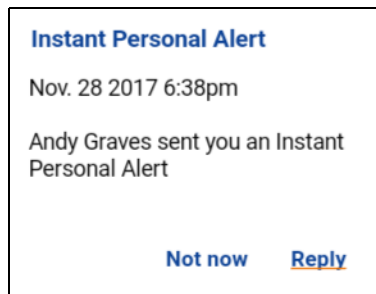 Instant Personal Alert
Nov. 28 2017 6:38pm
Andy Graves sent you an Instant
Personal Alert
Not now Reply